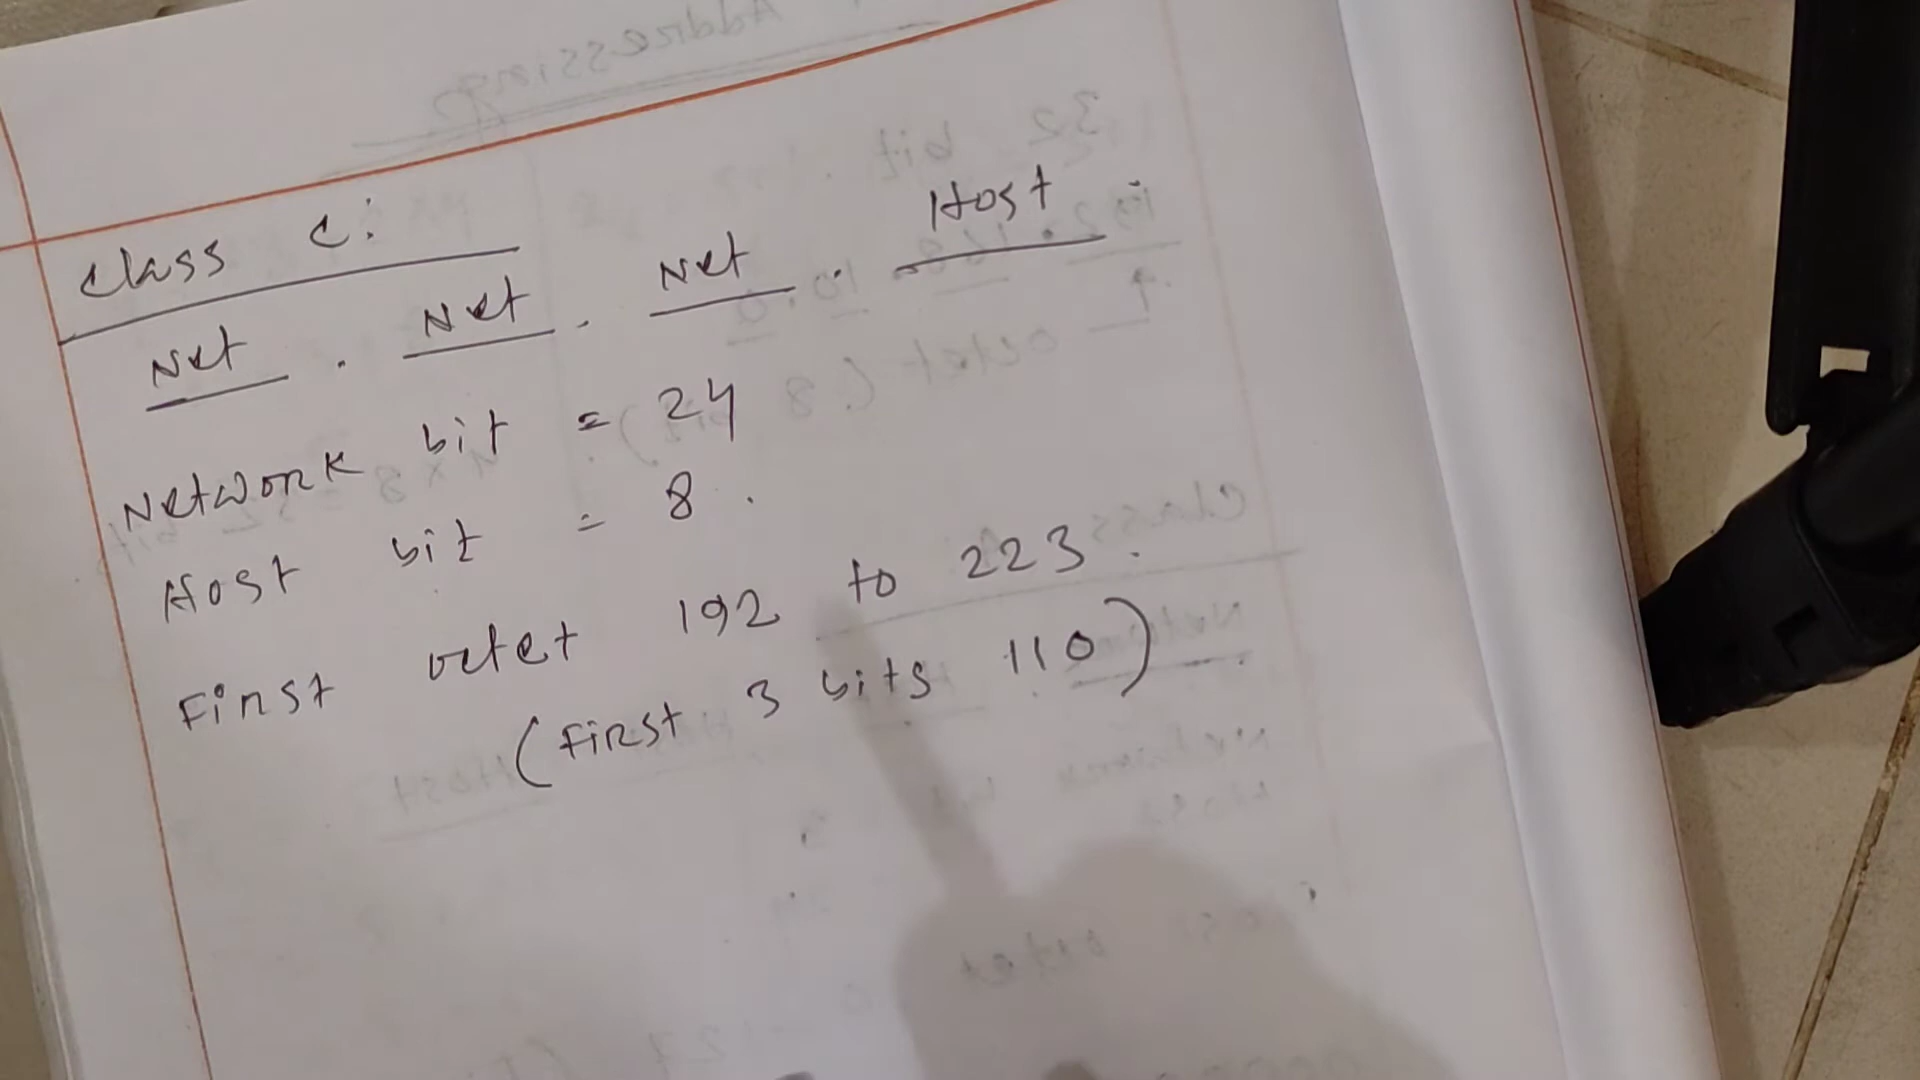 Class C:
Net . Net . Net . Host .
Network bit = 24
Host bit = 8 .
First octet 192 to 223 .
(First 3 bits 110)